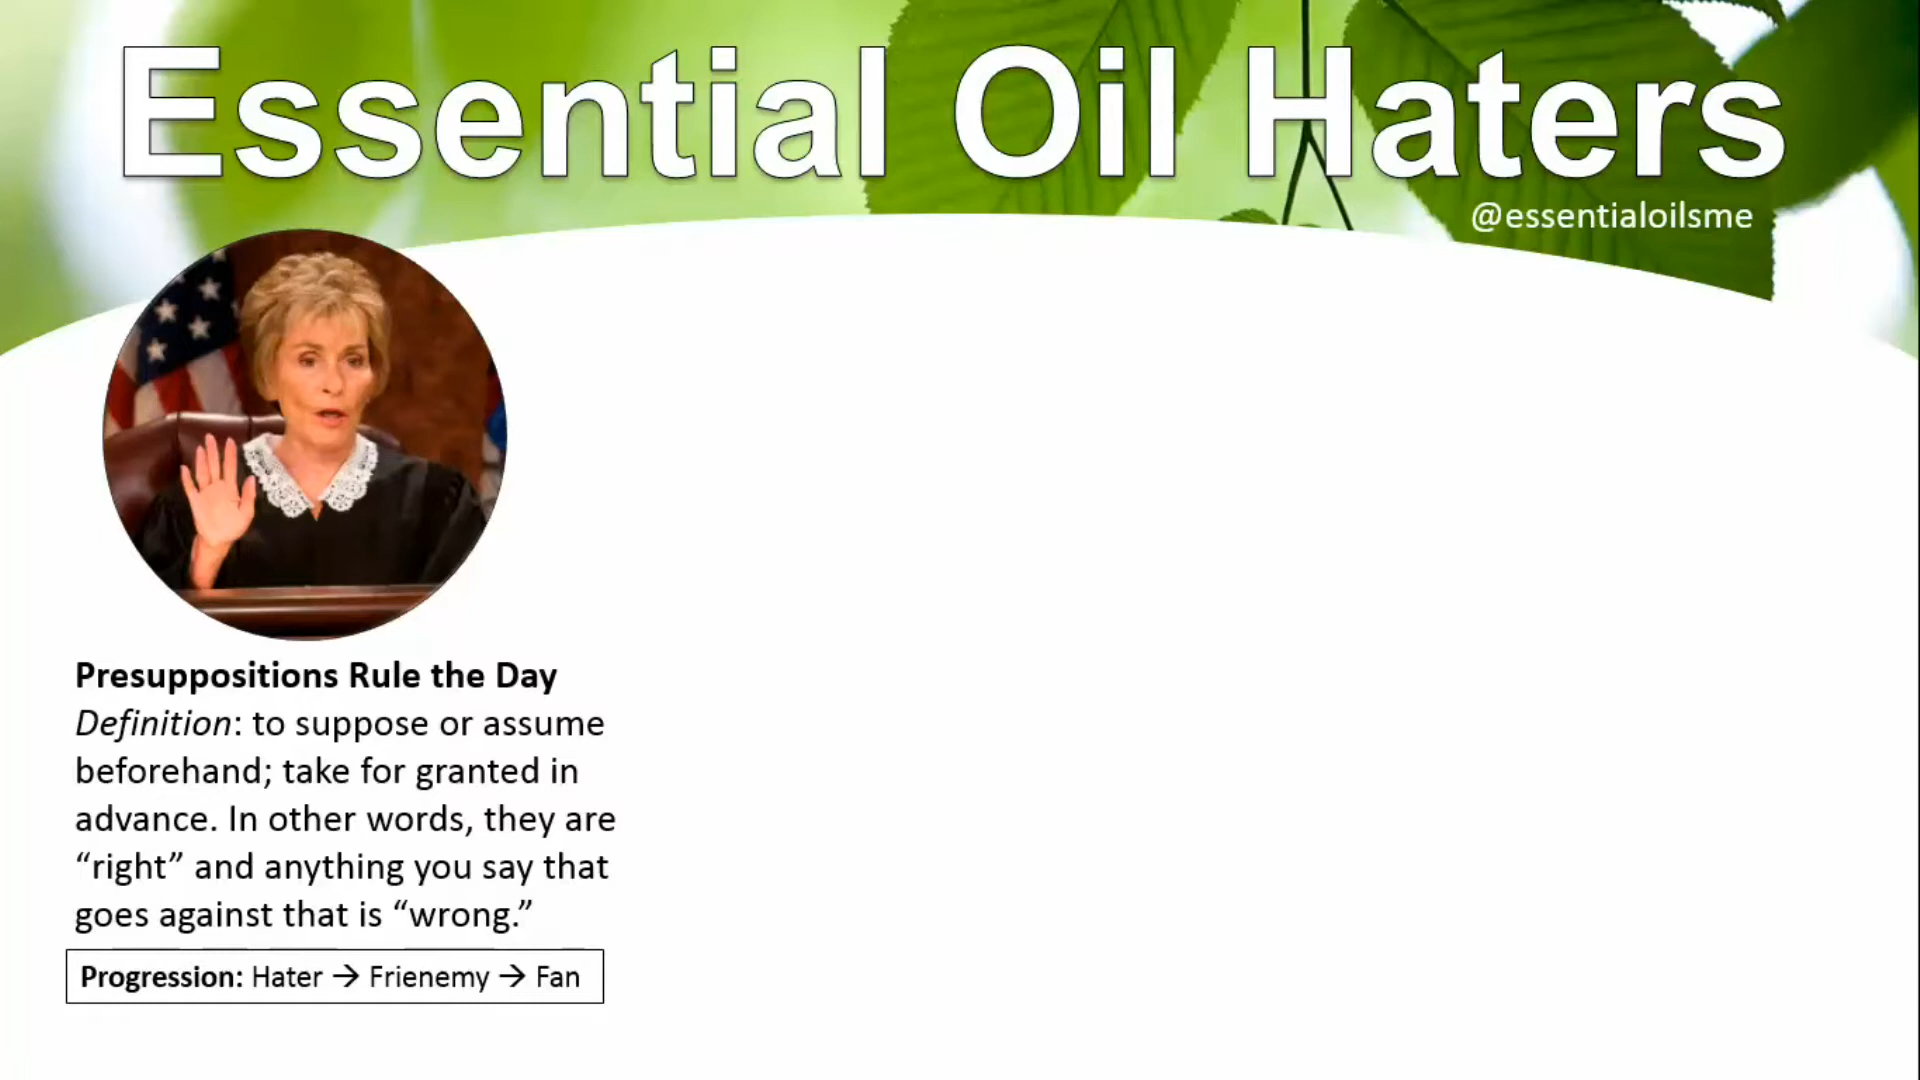 Essential Oil Haters
@essentialoilsme
Presuppositions Rule the Day
Definition: to suppose or assume
beforehand; take for granted in
advance. In other words, they are
“right” and anything you say that
goes against that is “wrong.”
Progression: Hater → Frienemy → Fan